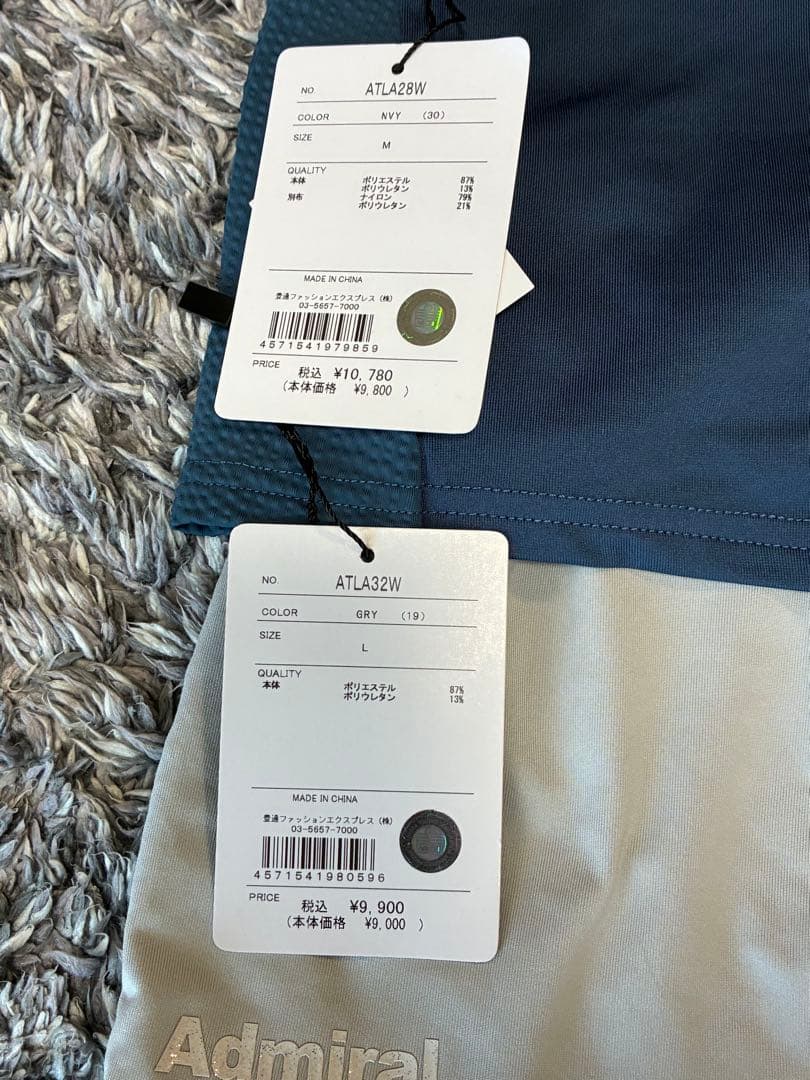 NO. ATLA28W
COLOR NVY (30)
SIZE M
QUALITY
本体 ポリエステル 87%
ポリウレタン 13%
別布 ナイロン 79%
ポリウレタン 21%
MADE IN CHINA
豊通ファッションエクスプレス(株)
03-5657-7000
4571541979859
PRICE
税込 ¥10,780
(本体価格 ¥9,800 )
NO. ATLA32W
COLOR GRY (19)
SIZE L
QUALITY
本体 ポリエステル 87%
ポリウレタン 13%
MADE IN CHINA
豊通ファッションエクスプレス(株)
03-5657-7000
4571541980596
PRICE
税込 ¥9,900
(本体価格 ¥9,000 )
Admiral